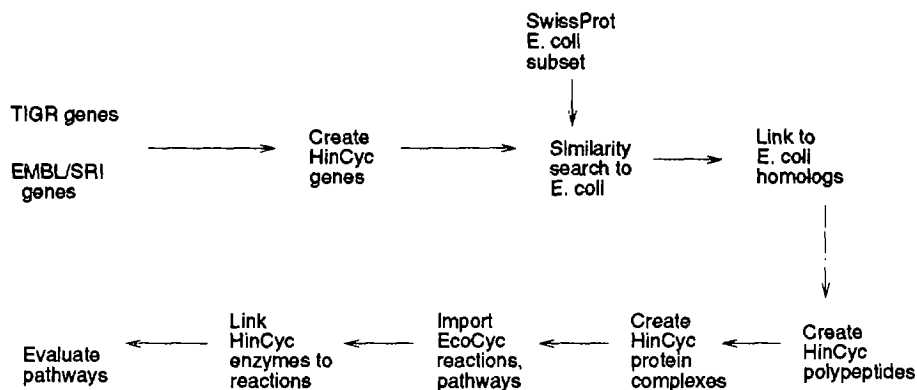 SwissProt
E. coli
subset
TIGR genes
EMBL/SRI
genes
Create
HinCyc
genes
Similarity
search to
E. coli
Link to
E. coli
homologs
Evaluate
pathways
Link
HinCyc
enzymes to
reactions
Import
EcoCyc
reactions,
pathways
Create
HinCyc
protein
complexes
Create
HinCyc
polypeptides